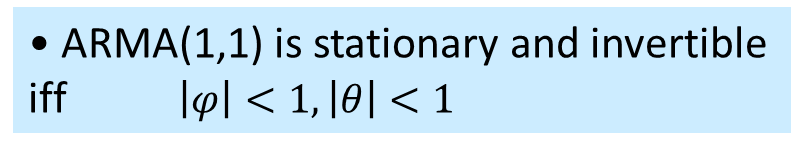 • ARMA(1,1) is stationary and invertible
iff |φ| < 1, |θ| < 1